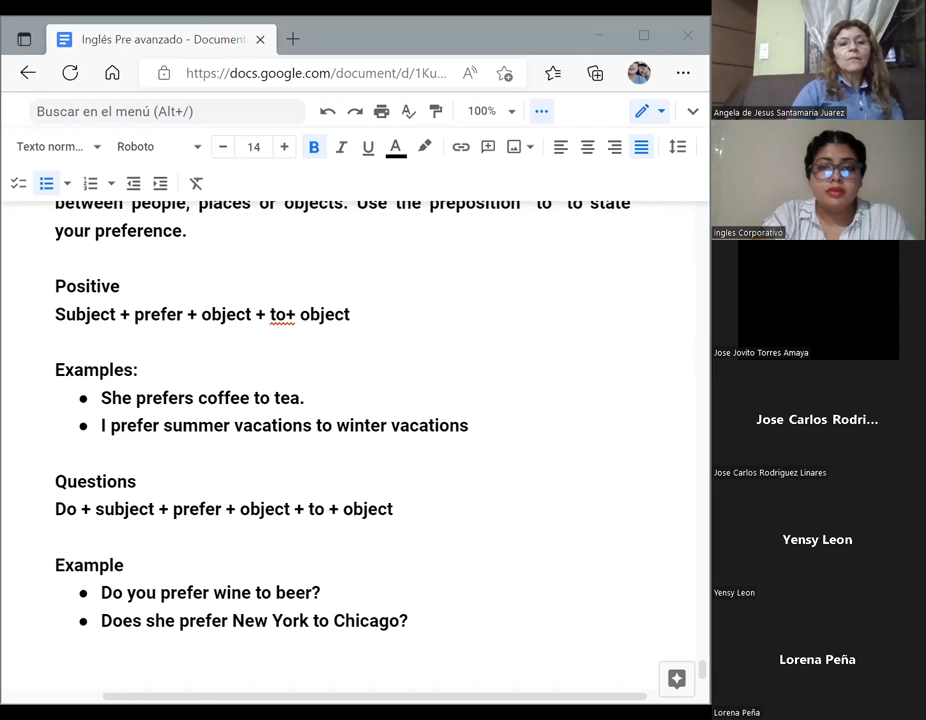 Inglés Pre avanzado - Document
https://docs.google.com/document/d/1Ku...
Buscar en el menú (Alt+/)
100%
Texto norm...
Roboto
14
between people, places or objects. Use the preposition "to" to state
your preference.
Positive
Subject + prefer + object + to+ object
Examples:
● She prefers coffee to tea.
● I prefer summer vacations to winter vacations
Questions
Do + subject + prefer + object + to + object
Example
● Do you prefer wine to beer?
● Does she prefer New York to Chicago?
Angela de Jesus Santamaria Juarez
Ingles Corporativo
Jose Jovito Torres Amaya
Jose Carlos Rodri...
Jose Carlos Rodriguez Linares
Yensy Leon
Yensy Leon
Lorena Peña
Lorena Peña